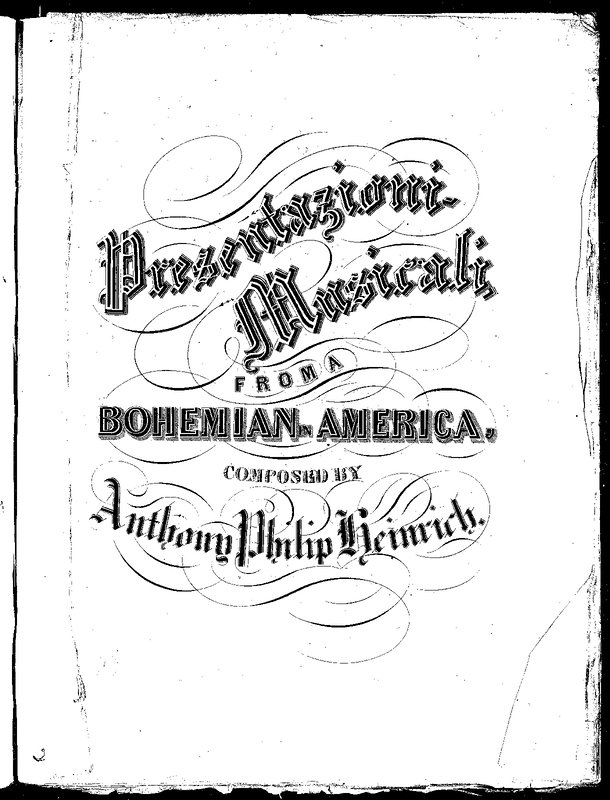 Presentazioni
Musicali,
FROM A
BOHEMIAN IN AMERICA,
COMPOSED BY
Anthony Philip Heinrich.